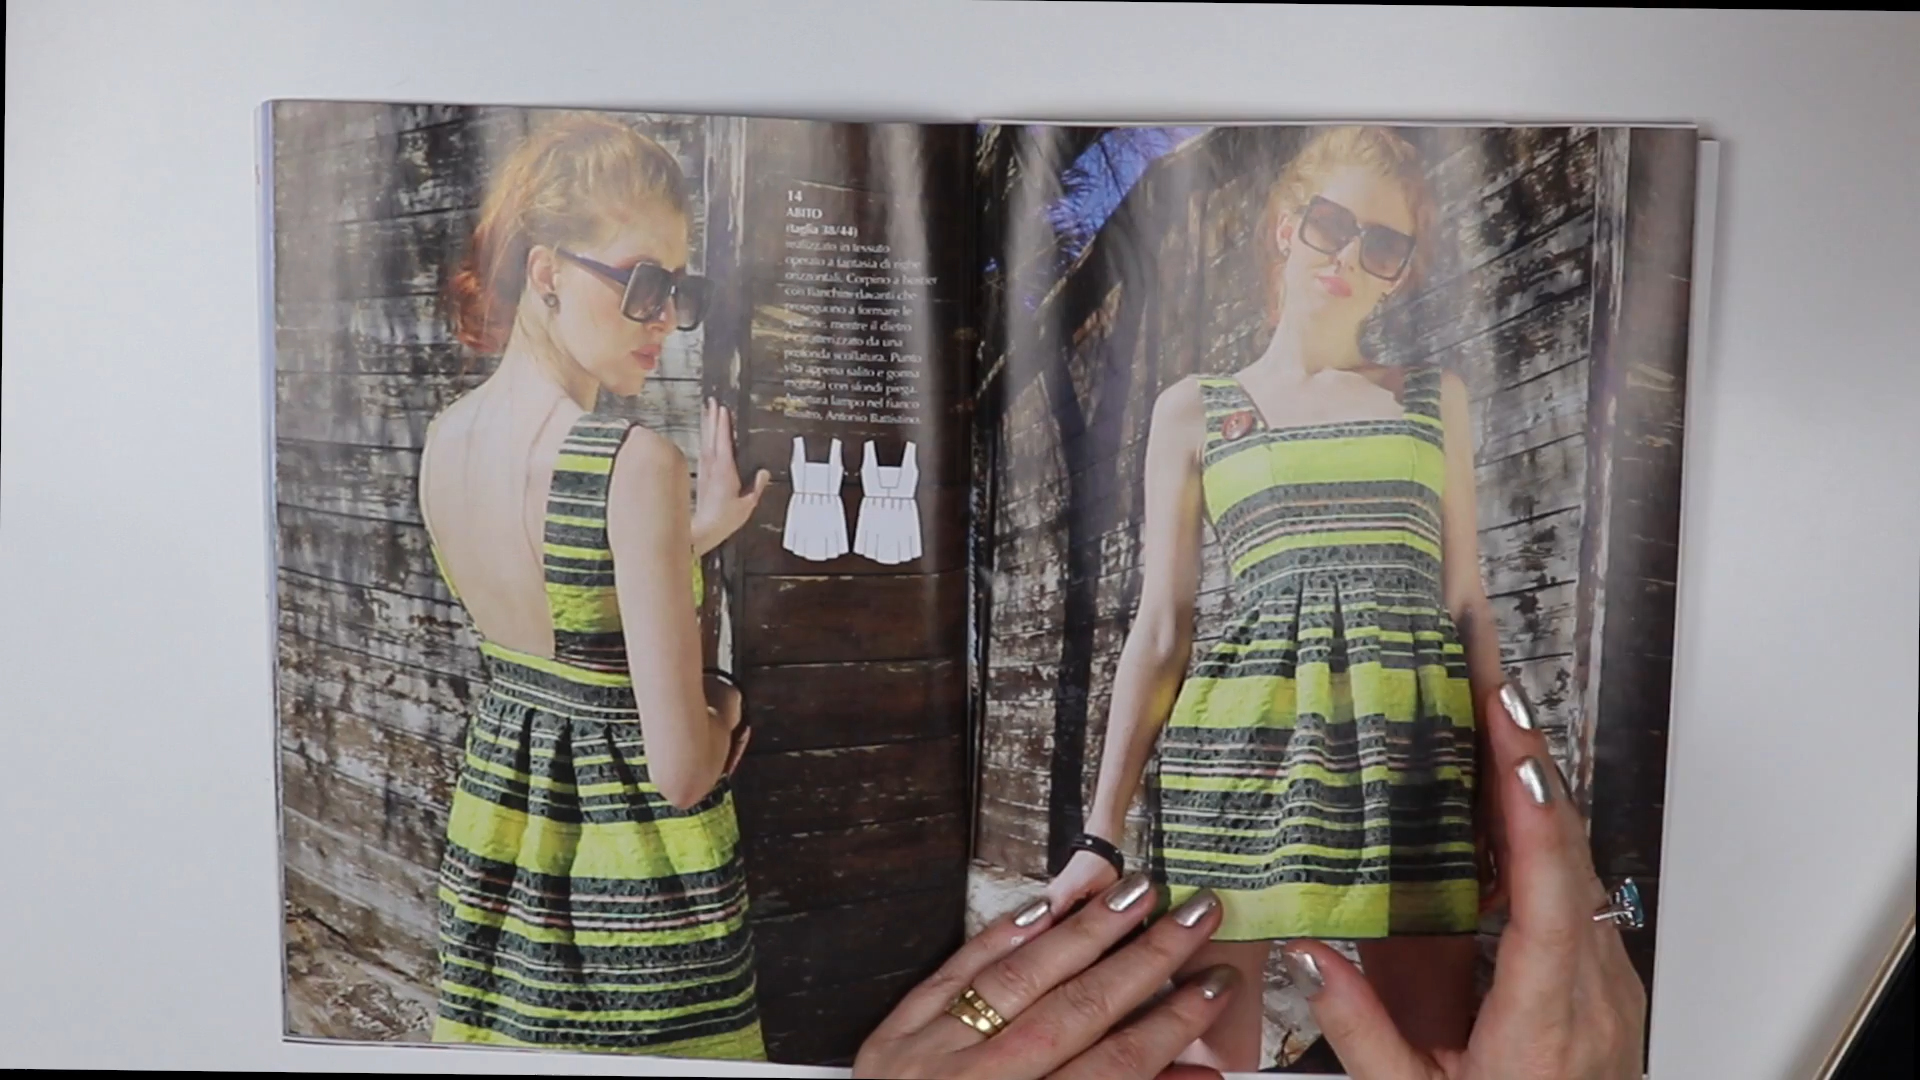 14
ABITO
(taglia 38/44)
realizzato in tessuto
operato a fantasia di righe
orizzontali. Corpino a bustier
con fianchini davanti che
proseguono a formare le
spalline, mentre il dietro
è caratterizzato da una
profonda scollatura. Punto
vita appena salito e gonna
montata con sfondi piega.
Apertura lampo nel fianco
sinistro, Antonio Battistino.